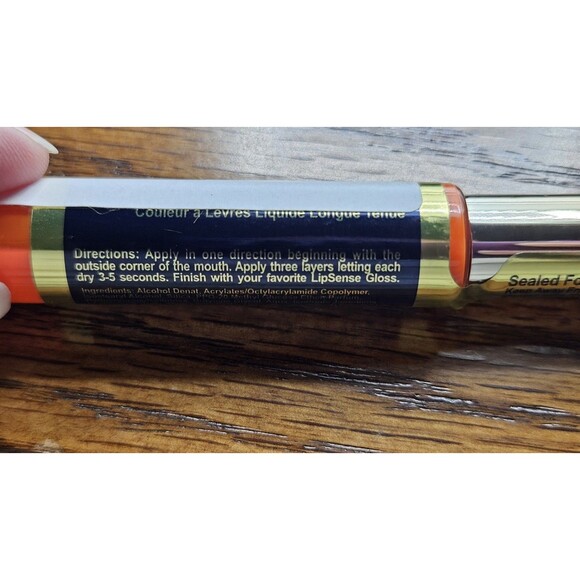 Couleur à Lèvres Liquide Longue Tenue
Directions: Apply in one direction beginning with the
outside corner of the mouth. Apply three layers letting each
dry 3-5 seconds. Finish with your favorite LipSense Gloss.
Ingredients: Alcohol Denat, Acrylates/Octylacrylamide Copolymer,
Sealed Fo